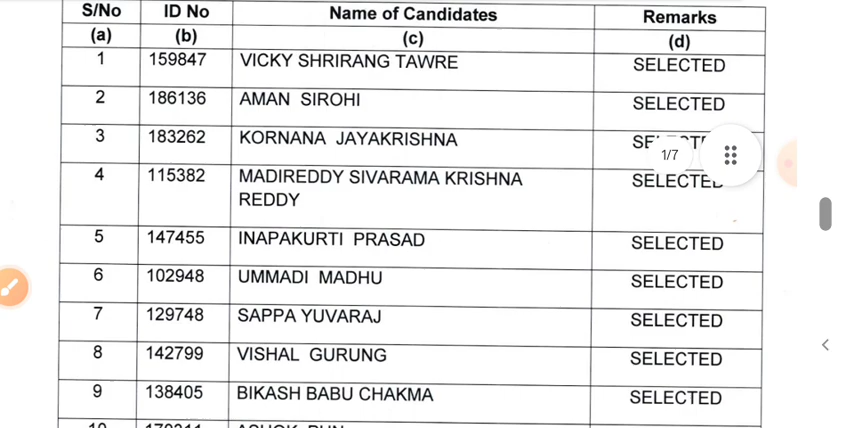 S/No ID No Name of Candidates Remarks
(a) (b) (c) (d)
1 159847 VICKY SHRIRANG TAWRE SELECTED
2 186136 AMAN SIROHI SELECTED
3 183262 KORNANA JAYAKRISHNA
1/7
4 115382 MADIREDDY SIVARAMA KRISHNA SELECTED
REDDY
5 147455 INAPAKURTI PRASAD SELECTED
6 102948 UMMADI MADHU SELECTED
7 129748 SAPPA YUVARAJ SELECTED
8 142799 VISHAL GURUNG SELECTED
9 138405 BIKASH BABU CHAKMA SELECTED